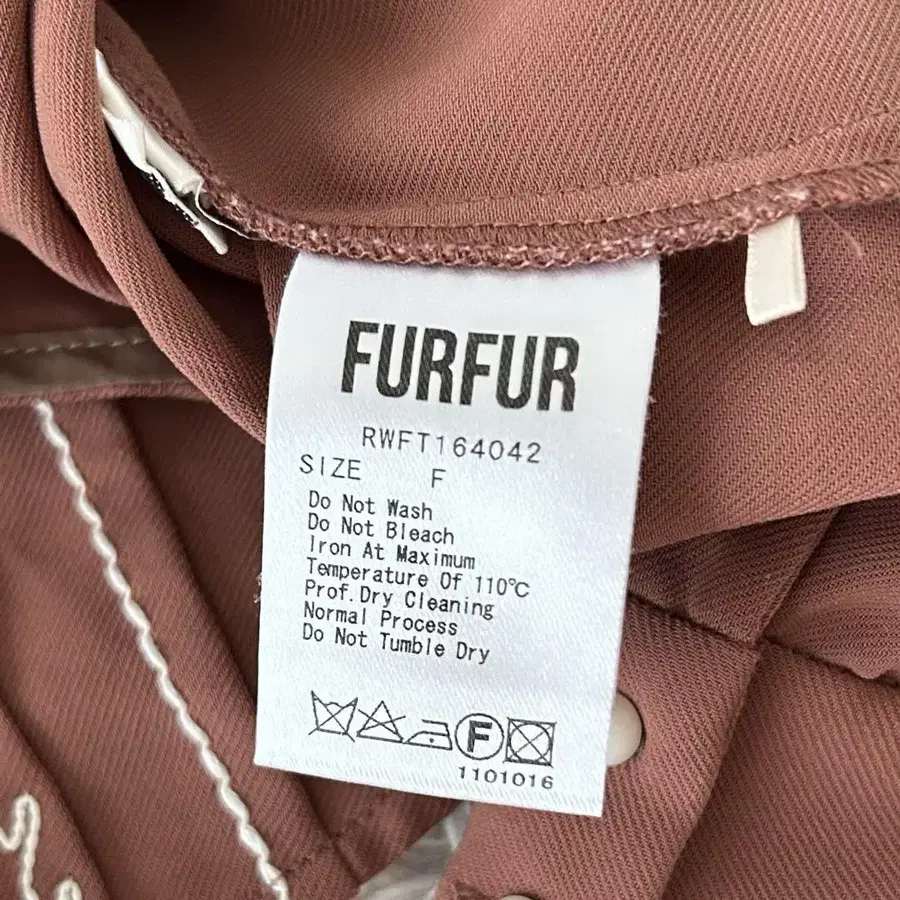 FURFUR
RWFT164042
SIZE F
Do Not Wash
Do Not Bleach
Iron At Maximum
Temperature Of 110℃
Prof.Dry Cleaning
Normal Process
Do Not Tumble Dry
F
1101016